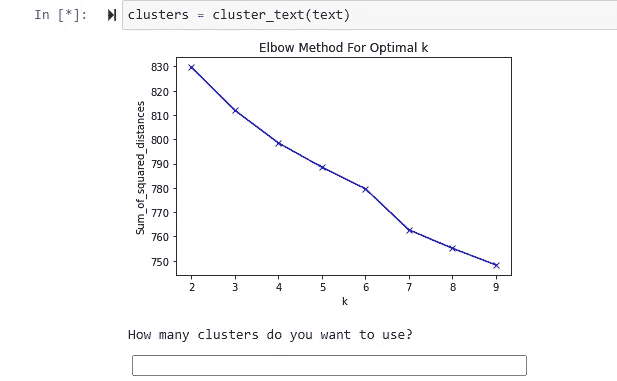 In [*]: clusters = cluster_text(text)
Elbow Method For Optimal k
830
820
810
800
790
780
770
760
750
Sum_of_squared_distances
2 3 4 5 6 7 8 9
k
How many clusters do you want to use?